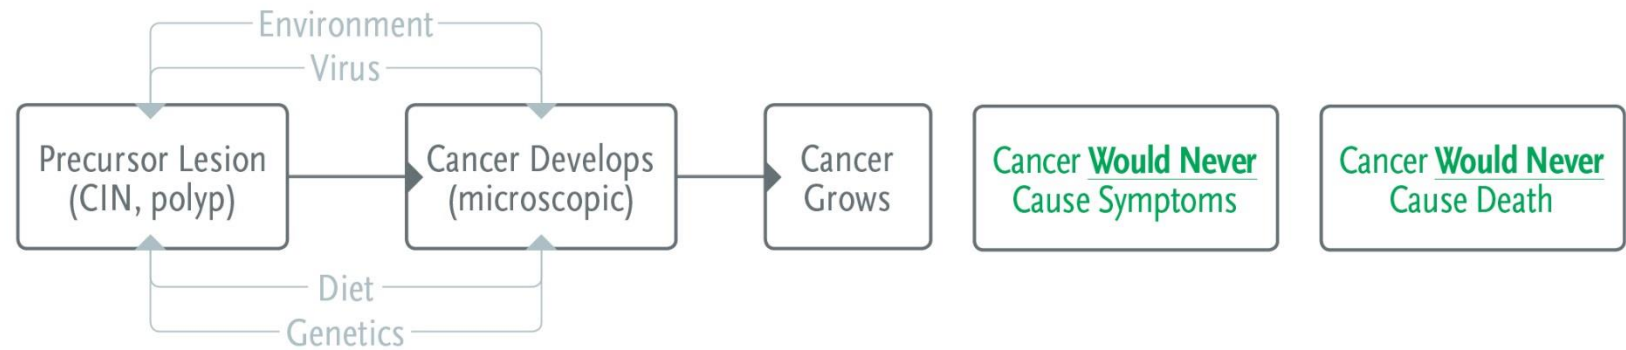 Environment
Virus
Precursor Lesion
(CIN, polyp)
Cancer Develops
(microscopic)
Cancer
Grows
Cancer Would Never
Cause Symptoms
Cancer Would Never
Cause Death
Diet
Genetics